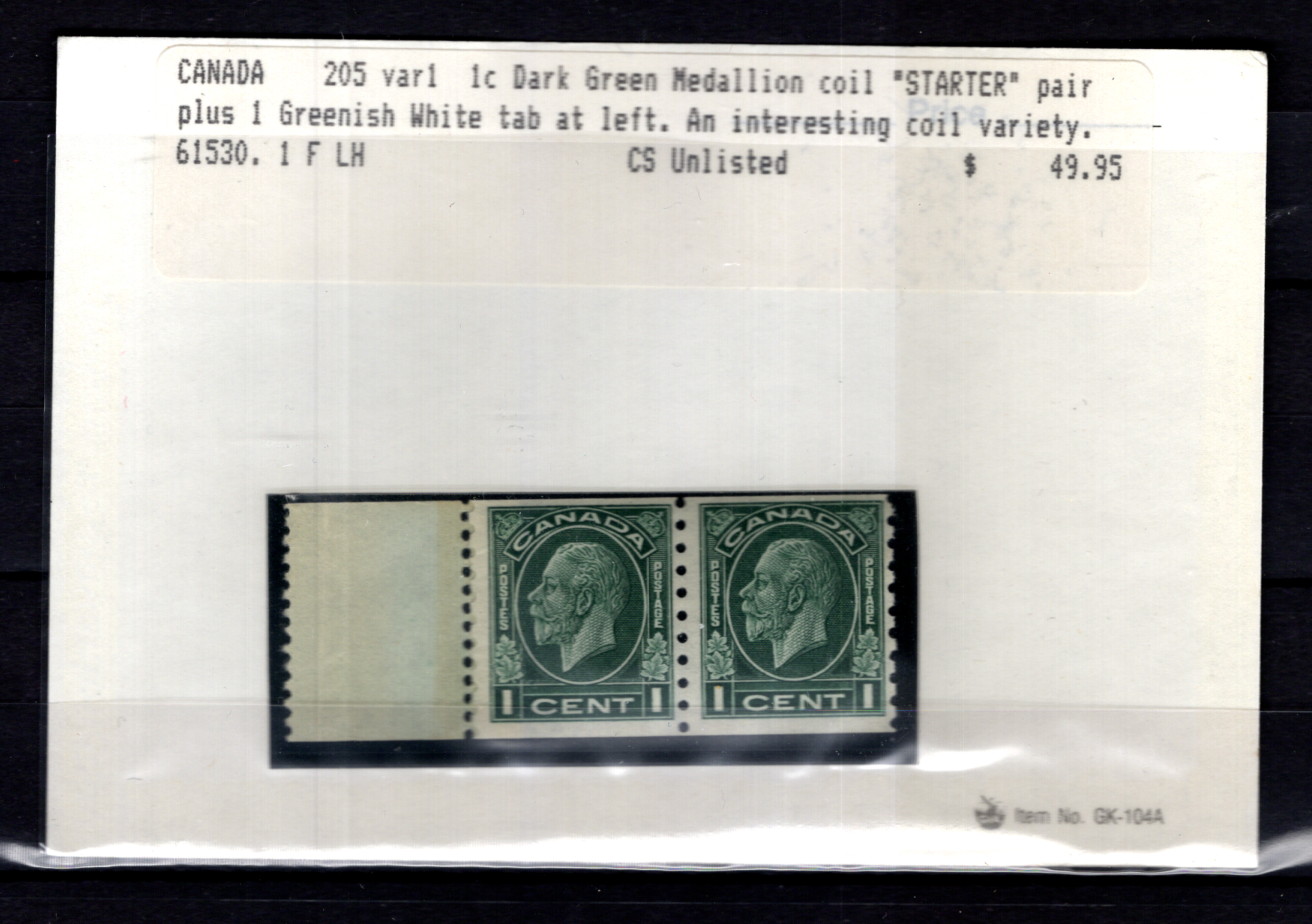 CANADA 205 var1 1c Dark Green Medallion coil "STARTER" pair
Price
plus 1 Greenish White tab at left. An interesting coil variety.
61530. 1 F LH CS Unlisted $ 49.95
CANADA CANADA
POSTES POSTAGE POSTES POSTAGE
1 CENT 1 1 CENT 1
Item No. GK-104A